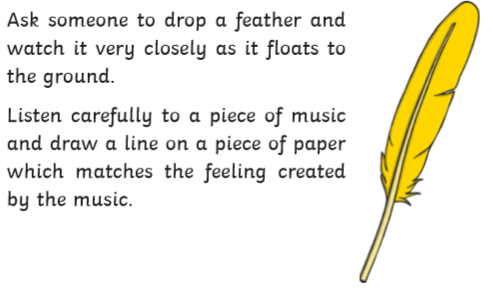 Ask someone to drop a feather and
watch it very closely as it floats to
the ground.
Listen carefully to a piece of music
and draw a line on a piece of paper
which matches the feeling created
by the music.